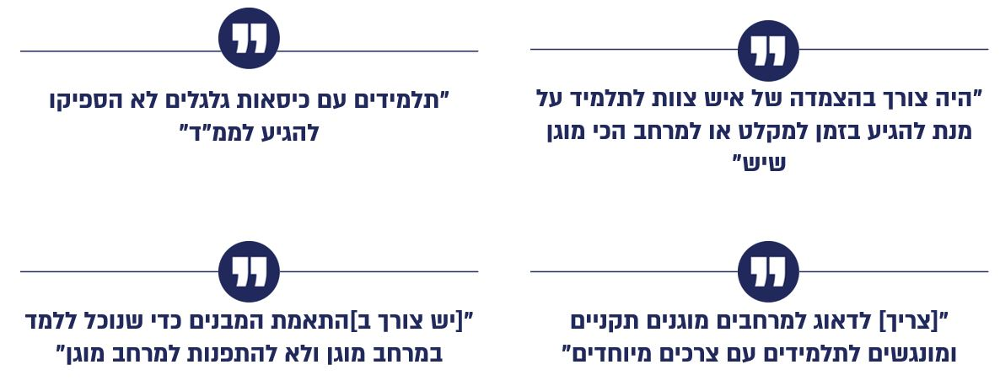 "היה צורך בהצמדה של איש צוות לתלמיד על
מנת להגיע בזמן למקלט או למרחב הכי מוגן
שיש"
"תלמידים עם כיסאות גלגלים לא הספיקו
להגיע לממ"ד"
"[צריך] לדאוג למרחבים מוגנים תקניים
ומונגשים לתלמידים עם צרכים מיוחדים"
"[יש צורך ב]התאמת המבנים כדי שנוכל ללמד
במרחב מוגן ולא להתפנות למרחב מוגן"